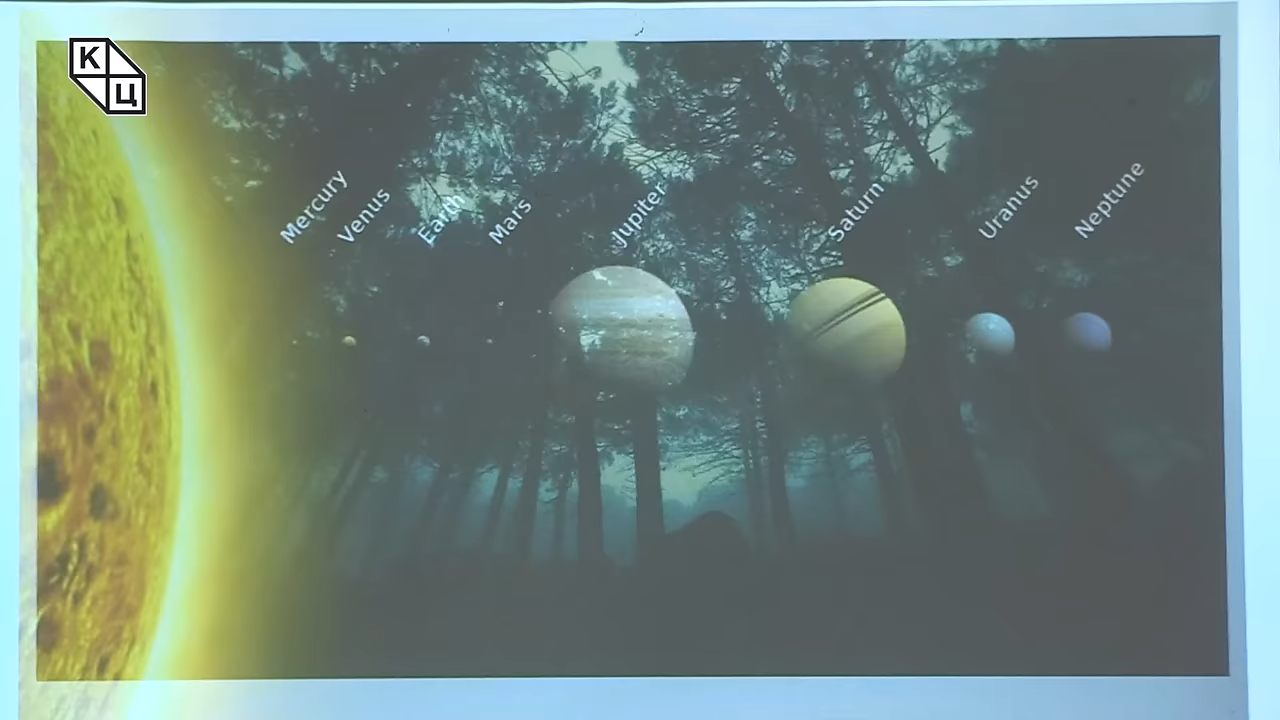 К
Ц
Mercury
Venus
Earth
Mars
Jupiter
Saturn
Uranus
Neptune